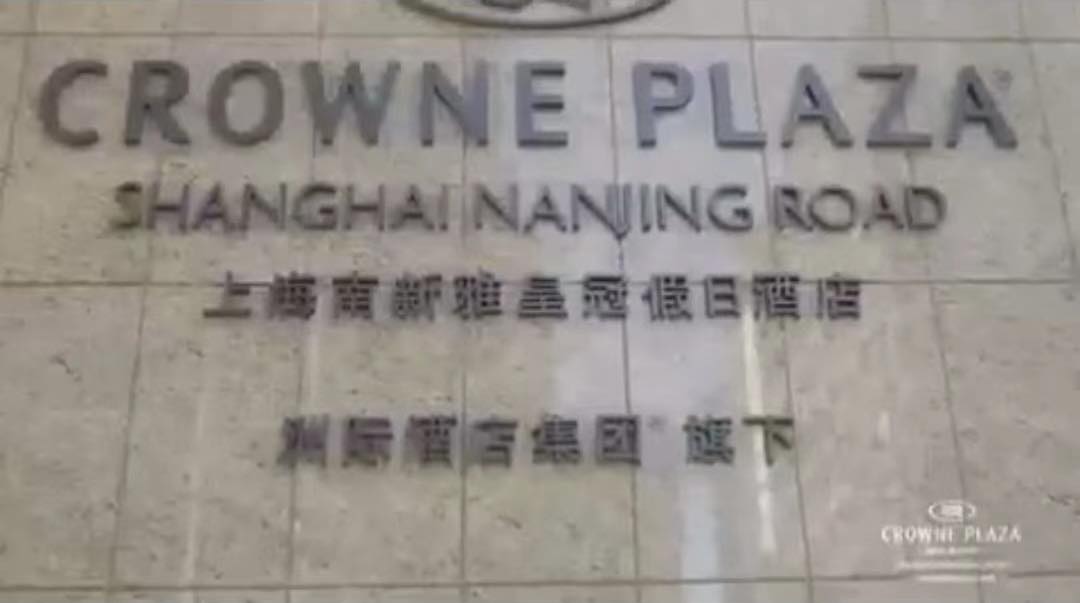 CROWNE PLAZA®
SHANGHAI NANJING ROAD
上海南新雅皇冠假日酒店
洲际酒店集团® 旗下
CROWNE PLAZA